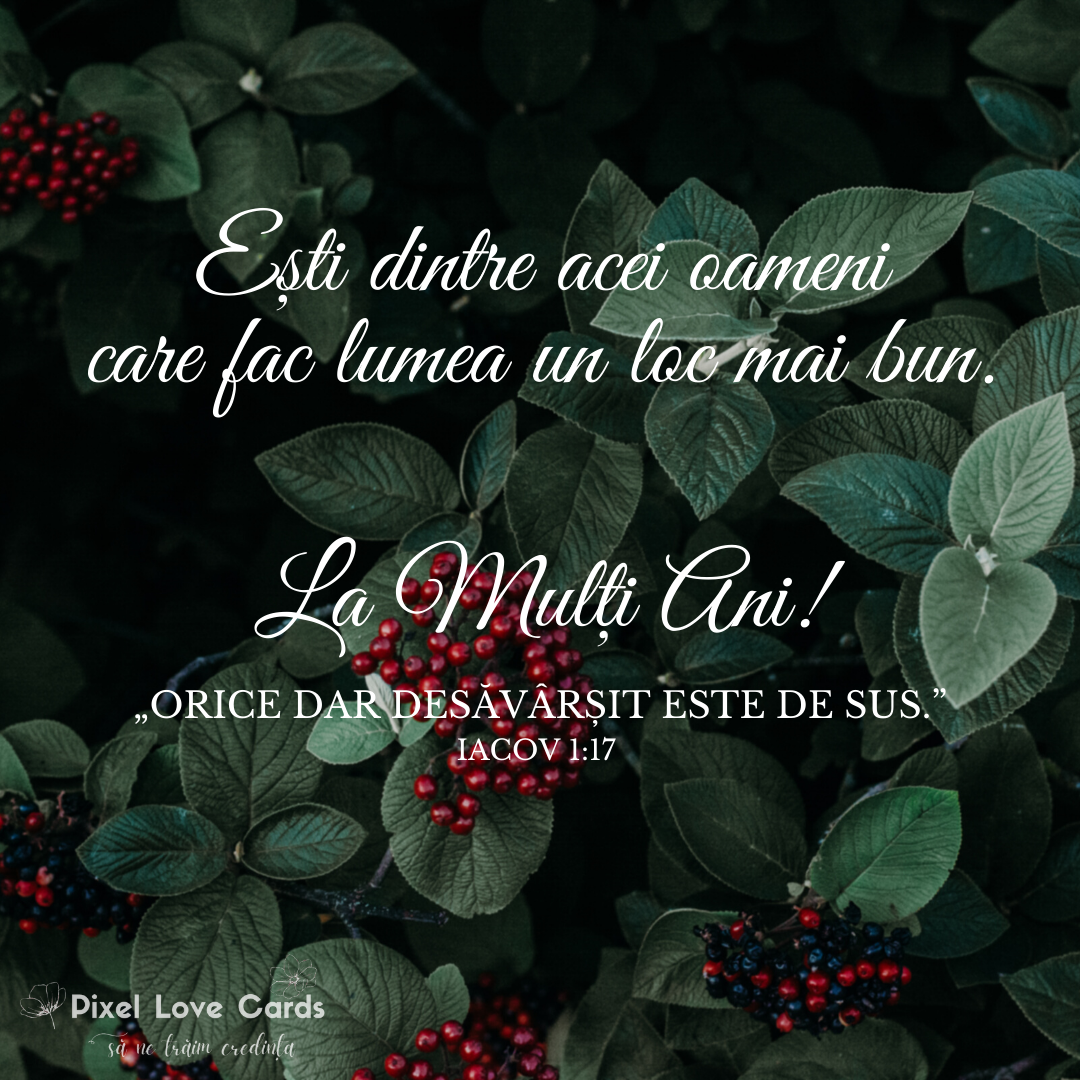 Ești dintre acei oameni
care fac lumea un loc mai bun.
La Mulți Ani!
„ORICE DAR DESĂVÂRȘIT ESTE DE SUS.”
IACOV 1:17
Pixel Love Cards
să ne trăim credința